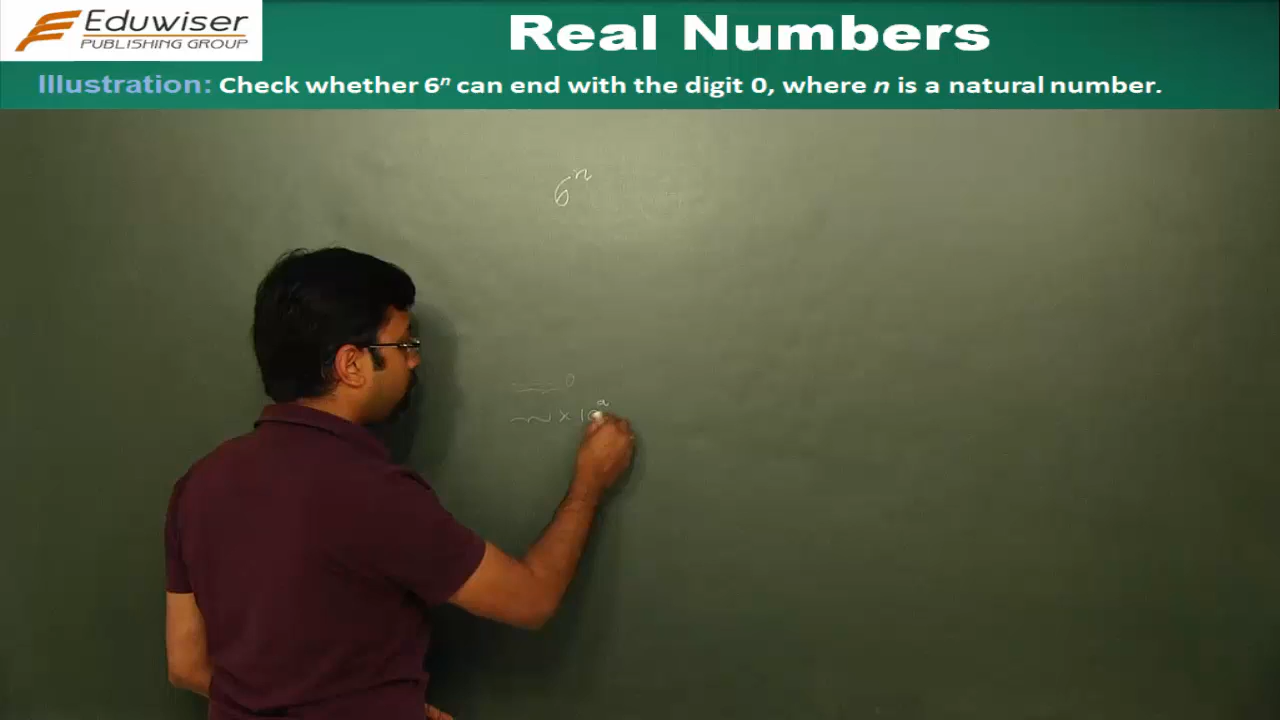 Eduwiser
PUBLISHING GROUP
Real Numbers
Illustration: Check whether 6ⁿ can end with the digit 0, where n is a natural number.
6ⁿ
0
× 10ᵃ